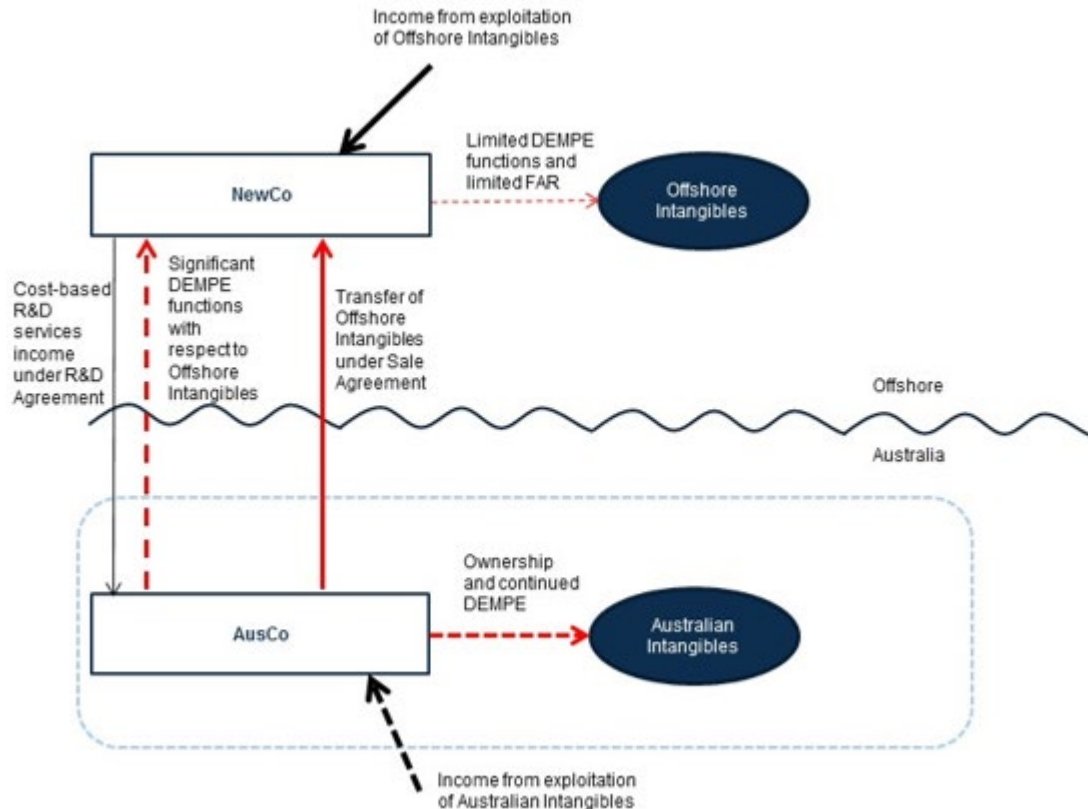 Income from exploitation
of Offshore Intangibles
NewCo
Limited DEMPE
functions and
limited FAR
Offshore
Intangibles
Cost-based
R&D
services
income
under R&D
Agreement
Significant
DEMPE
functions
with
respect to
Offshore
Intangibles
Transfer of
Offshore
Intangibles
under Sale
Agreement
Offshore
Australia
AusCo
Ownership
and continued
DEMPE
Australian
Intangibles
Income from exploitation
of Australian Intangibles